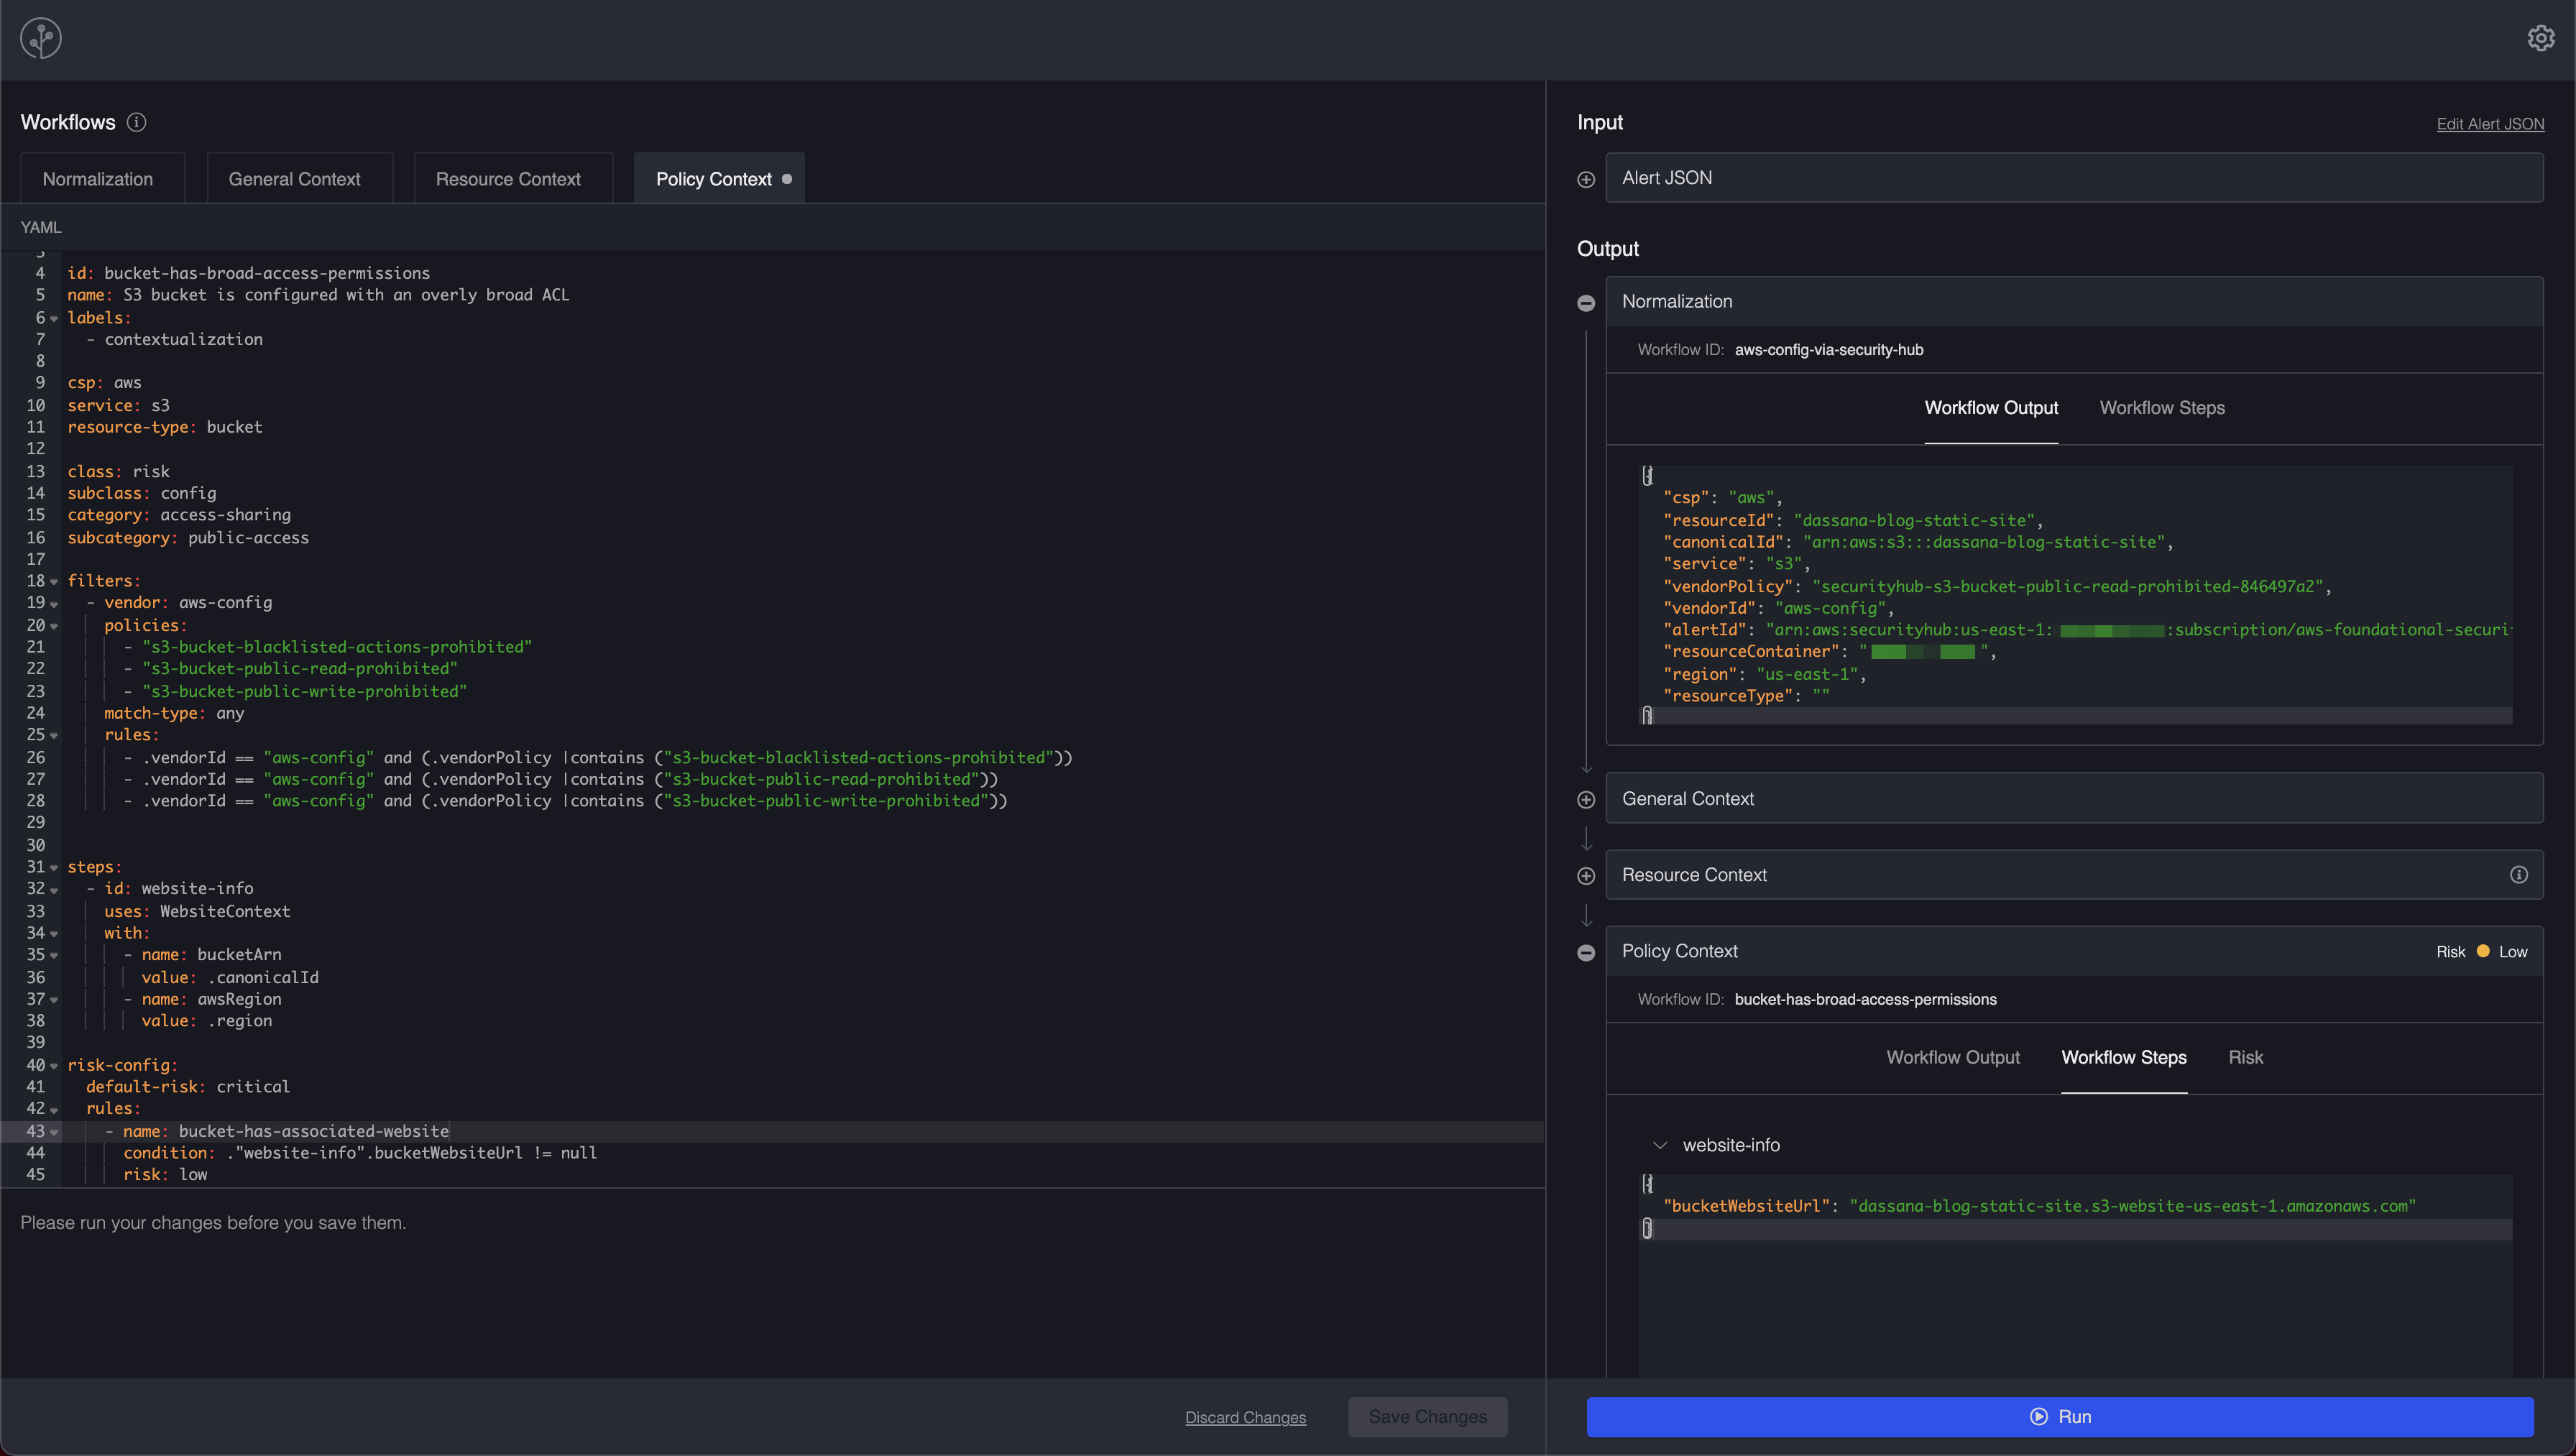 Workflows
Normalization
General Context
Resource Context
Policy Context
YAML
3
4 id: bucket-has-broad-access-permissions
5 name: S3 bucket is configured with an overly broad ACL
6 labels:
7 - contextualization
8
9 csp: aws
10 service: s3
11 resource-type: bucket
12
13 class: risk
14 subclass: config
15 category: access-sharing
16 subcategory: public-access
17
18 filters:
19 - vendor: aws-config
20 policies:
21 - "s3-bucket-blacklisted-actions-prohibited"
22 - "s3-bucket-public-read-prohibited"
23 - "s3-bucket-public-write-prohibited"
24 match-type: any
25 rules:
26 - .vendorId == "aws-config" and (.vendorPolicy |contains ("s3-bucket-blacklisted-actions-prohibited"))
27 - .vendorId == "aws-config" and (.vendorPolicy |contains ("s3-bucket-public-read-prohibited"))
28 - .vendorId == "aws-config" and (.vendorPolicy |contains ("s3-bucket-public-write-prohibited"))
29
30
31 steps:
32 - id: website-info
33 uses: WebsiteContext
34 with:
35 - name: bucketArn
36 value: .canonicalId
37 - name: awsRegion
38 value: .region
39
40 risk-config:
41 default-risk: critical
42 rules:
43 - name: bucket-has-associated-website
44 condition: ."website-info".bucketWebsiteUrl != null
45 risk: low
Please run your changes before you save them.
Discard Changes
Save Changes
Input
Edit Alert JSON
Alert JSON
Output
Normalization
Workflow ID: aws-config-via-security-hub
Workflow Output
Workflow Steps
{
"csp": "aws",
"resourceId": "dassana-blog-static-site",
"canonicalId": "arn:aws:s3:::dassana-blog-static-site",
"service": "s3",
"vendorPolicy": "securityhub-s3-bucket-public-read-prohibited-846497a2",
"vendorId": "aws-config",
"alertId": "arn:aws:securityhub:us-east-1: :subscription/aws-foundational-securi
"resourceContainer": " ",
"region": "us-east-1",
"resourceType": ""
}
General Context
Resource Context
Policy Context
Risk Low
Workflow ID: bucket-has-broad-access-permissions
Workflow Output
Workflow Steps
Risk
website-info
{
"bucketWebsiteUrl": "dassana-blog-static-site.s3-website-us-east-1.amazonaws.com"
}
Run